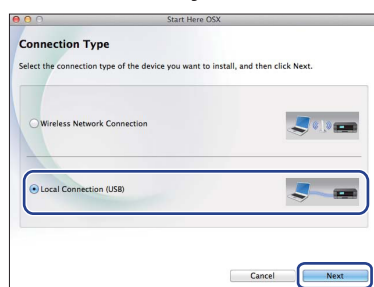 Start Here OSX
Connection Type
Select the connection type of the device you want to install, and then click Next.
Wireless Network Connection
Local Connection (USB)
Cancel
Next